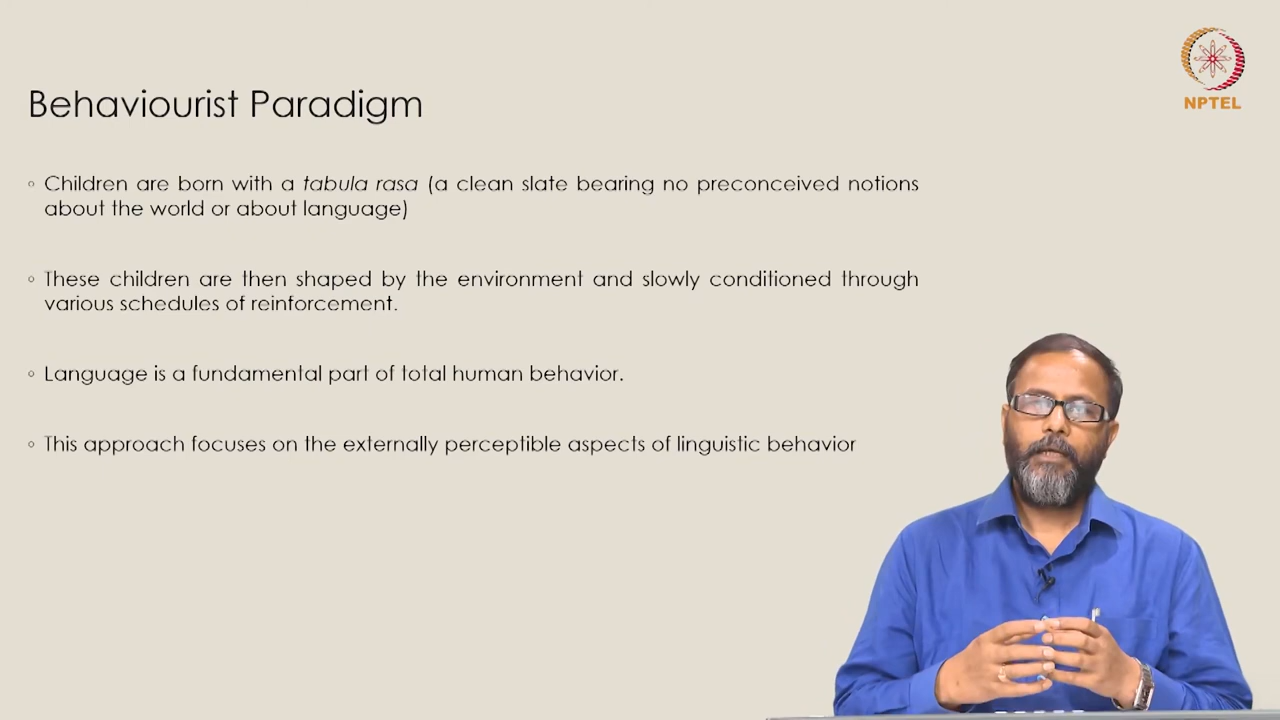 NPTEL
Behaviourist Paradigm
◦ Children are born with a tabula rasa (a clean slate bearing no preconceived notions
about the world or about language)
◦ These children are then shaped by the environment and slowly conditioned through
various schedules of reinforcement.
◦ Language is a fundamental part of total human behavior.
◦ This approach focuses on the externally perceptible aspects of linguistic behavior